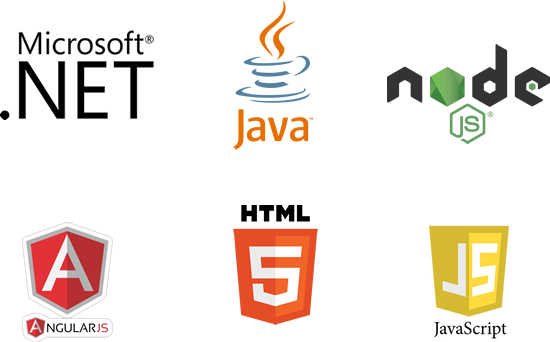 Microsoft®
.NET
Java™
node
JS®
A
ANGULARJS
HTML
5
JS
JavaScript